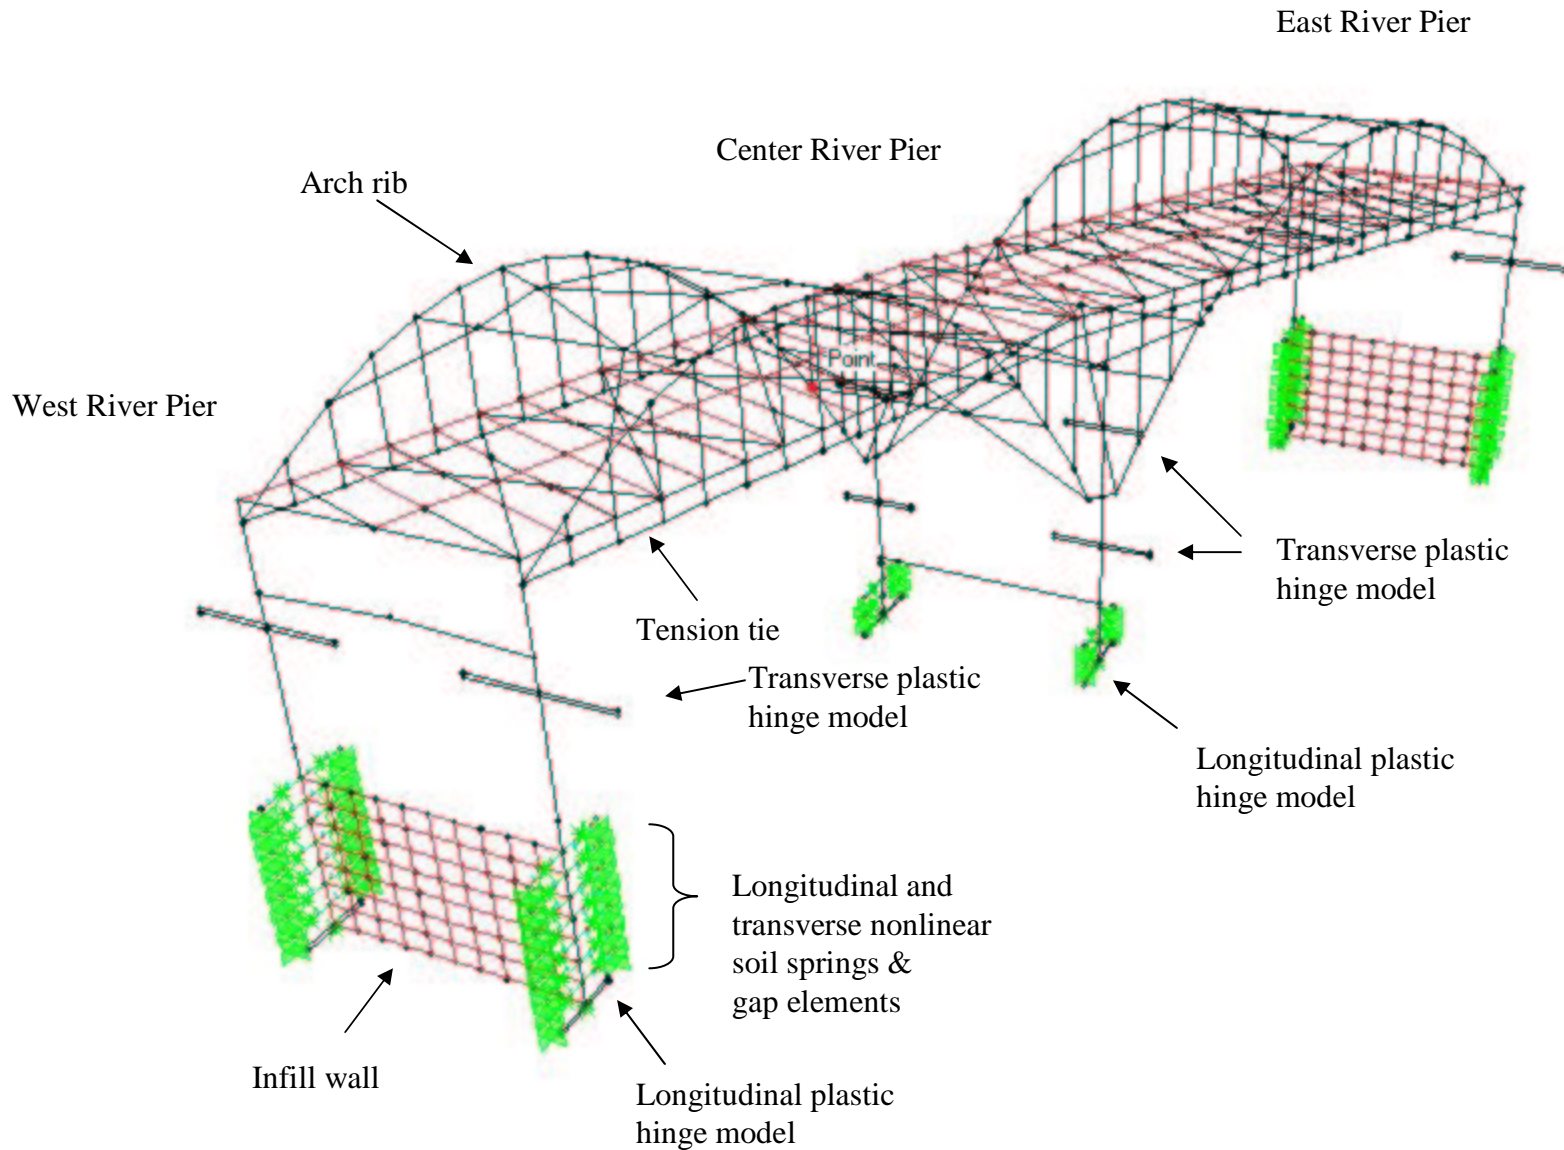 East River Pier
Center River Pier
Arch rib
West River Pier
Point
Transverse plastic
hinge model
Tension tie
Transverse plastic
hinge model
Longitudinal plastic
hinge model
Longitudinal and
transverse nonlinear
soil springs &
gap elements
Infill wall
Longitudinal plastic
hinge model